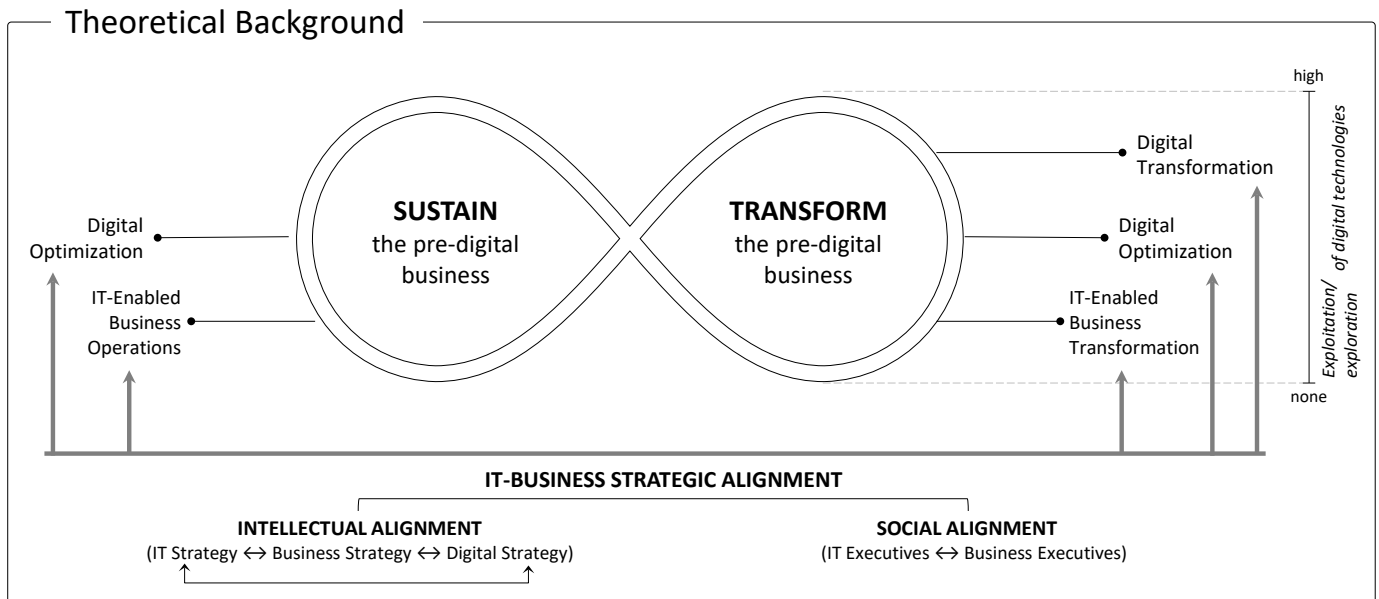 Theoretical Background
SUSTAIN
the pre-digital
business
TRANSFORM
the pre-digital
business
Digital
Optimization
IT-Enabled
Business
Operations
Digital
Transformation
Digital
Optimization
IT-Enabled
Business
Transformation
high
Exploitation/
exploration
of digital technologies
none
IT-BUSINESS STRATEGIC ALIGNMENT
INTELLECTUAL ALIGNMENT
(IT Strategy ↔ Business Strategy ↔ Digital Strategy)
SOCIAL ALIGNMENT
(IT Executives ↔ Business Executives)